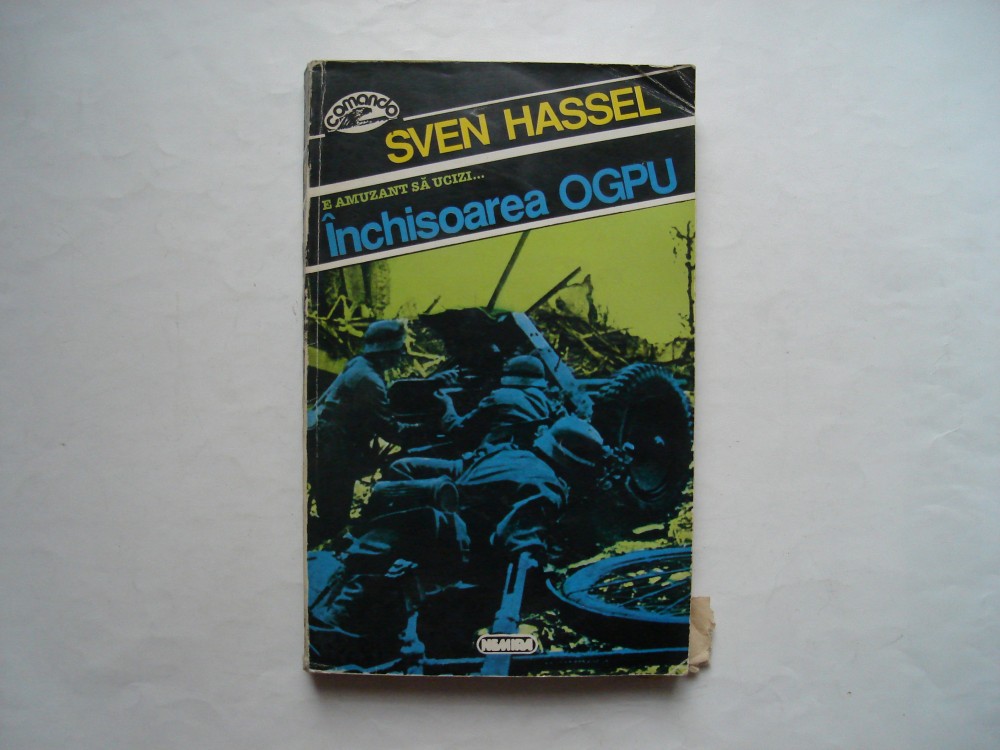 comando
SVEN HASSEL
E AMUZANT SĂ UCIZI...
Închisoarea OGPU
NEMIRA